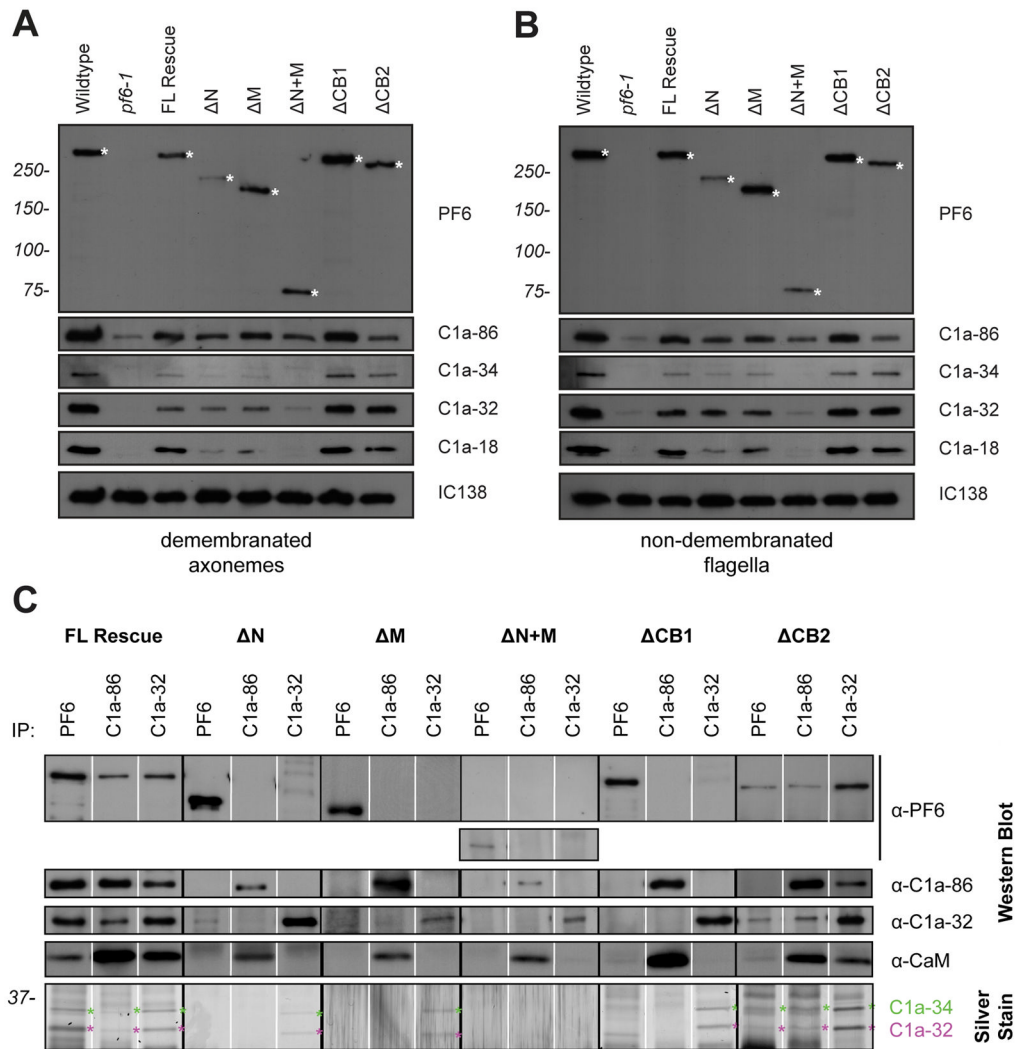 A
Wildtype pf6-1 FL Rescue ΔN ΔM ΔN+M ΔCB1 ΔCB2
250-
150-
100-
75-
PF6
C1a-86
C1a-34
C1a-32
C1a-18
IC138
demembranated
axonemes
B
Wildtype pf6-1 FL Rescue ΔN ΔM ΔN+M ΔCB1 ΔCB2
250-
150-
100-
75-
PF6
C1a-86
C1a-34
C1a-32
C1a-18
IC138
non-demembranated
flagella
C
FL Rescue ΔN ΔM ΔN+M ΔCB1 ΔCB2
IP: PF6 C1a-86 C1a-32 PF6 C1a-86 C1a-32 PF6 C1a-86 C1a-32 PF6 C1a-86 C1a-32 PF6 C1a-86 C1a-32 PF6 C1a-86 C1a-32
α-PF6
α-C1a-86
α-C1a-32
α-CaM
Western Blot
37-
C1a-34
C1a-32
Silver
Stain